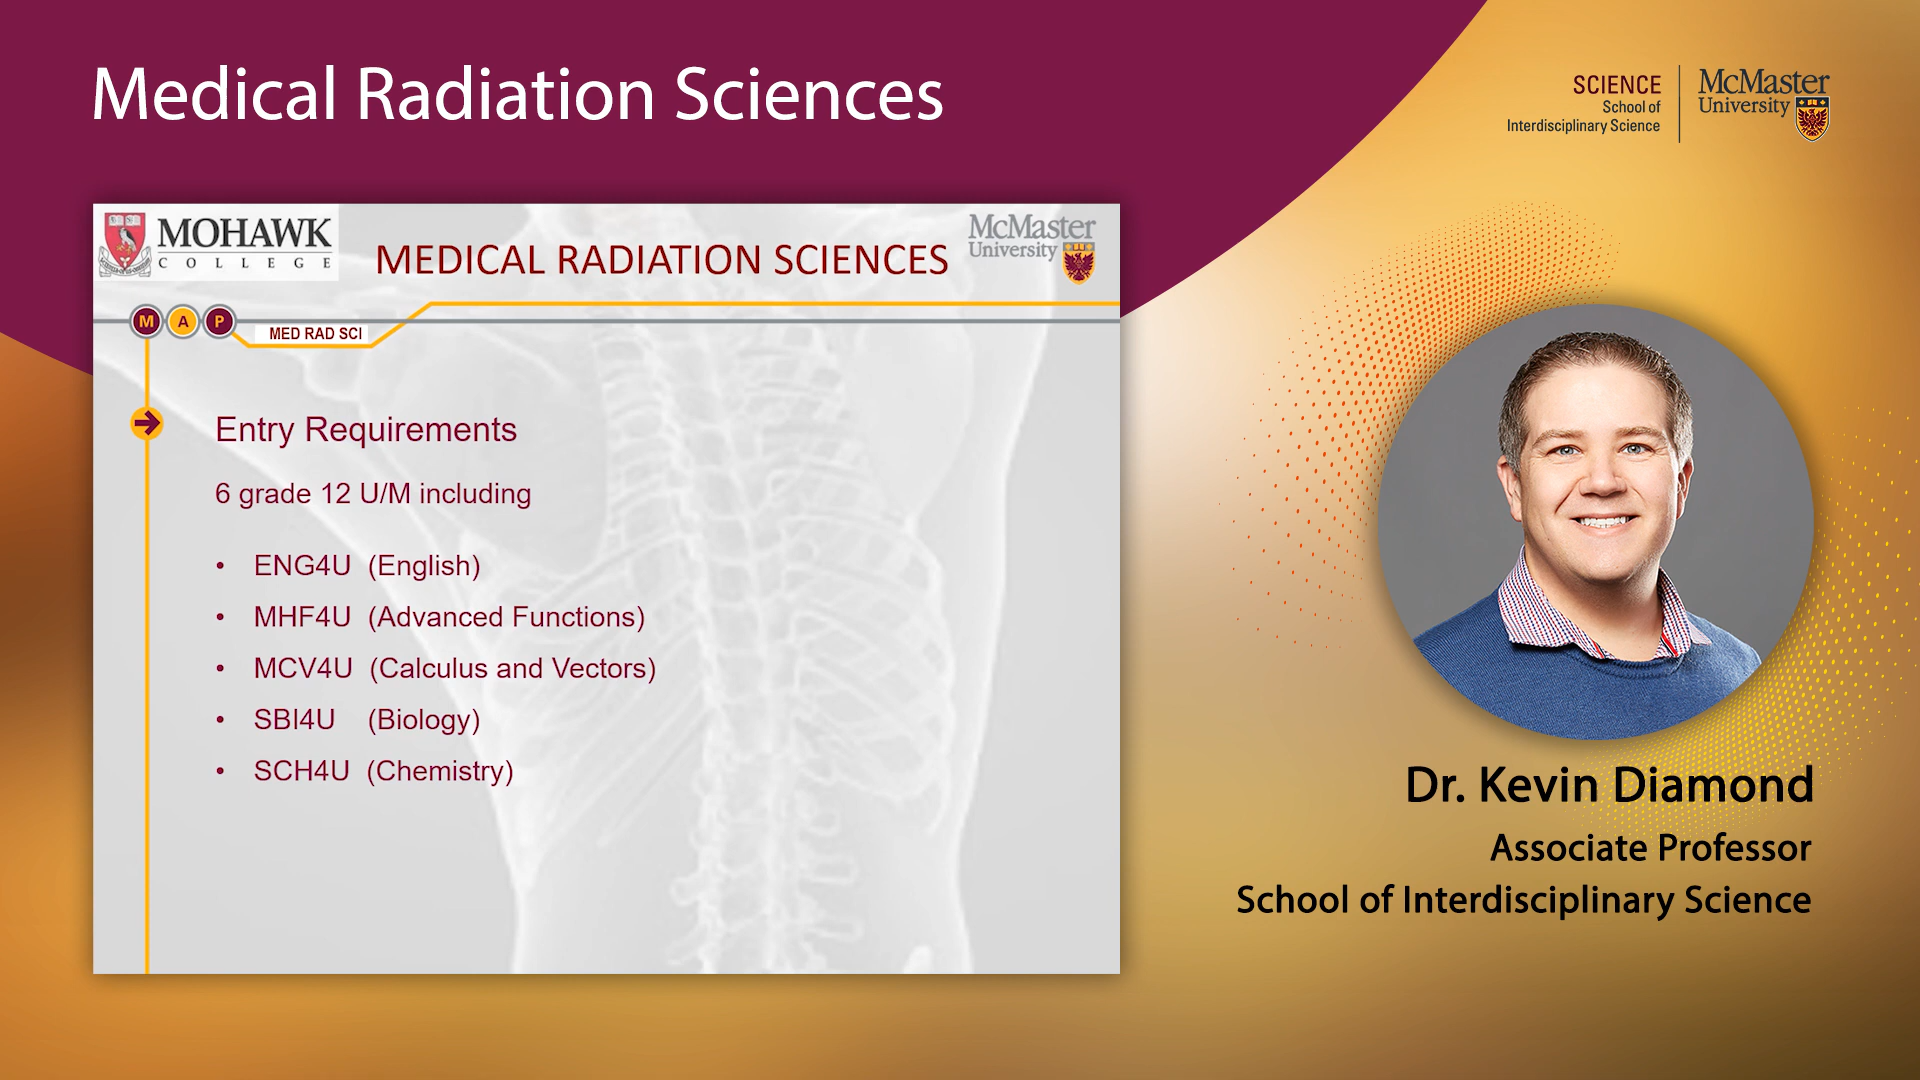 Medical Radiation Sciences
SCIENCE
School of
Interdisciplinary Science
McMaster
University
MOHAWK
COLLEGE
MEDICAL RADIATION SCIENCES
McMaster
University
M A P
MED RAD SCI
Entry Requirements
6 grade 12 U/M including
• ENG4U (English)
• MHF4U (Advanced Functions)
• MCV4U (Calculus and Vectors)
• SBI4U (Biology)
• SCH4U (Chemistry)
Dr. Kevin Diamond
Associate Professor
School of Interdisciplinary Science